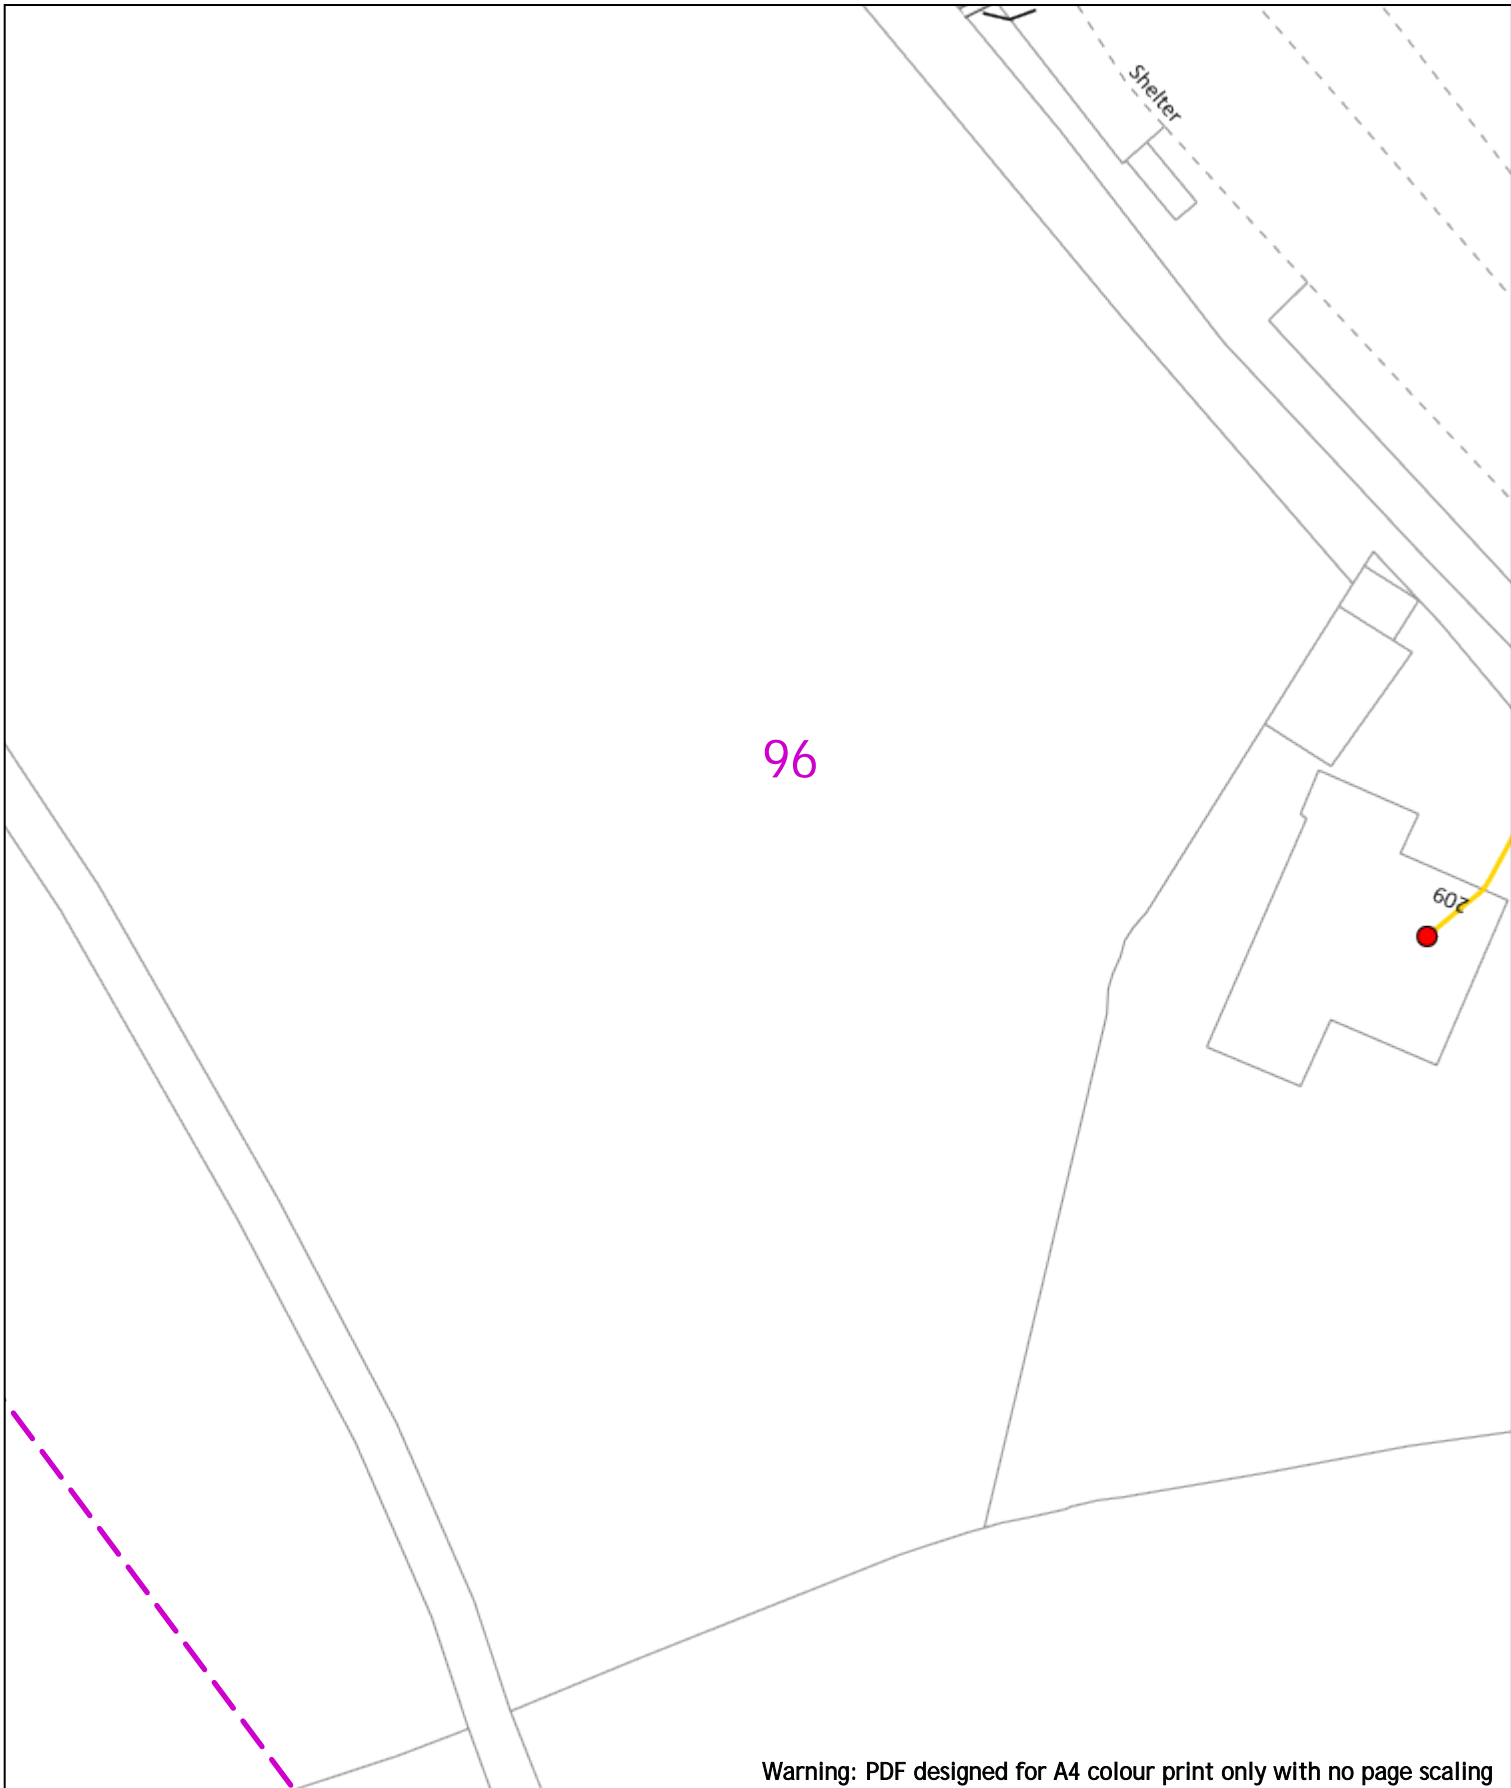 Shelter
96
209
Warning: PDF designed for A4 colour print only with no page scaling